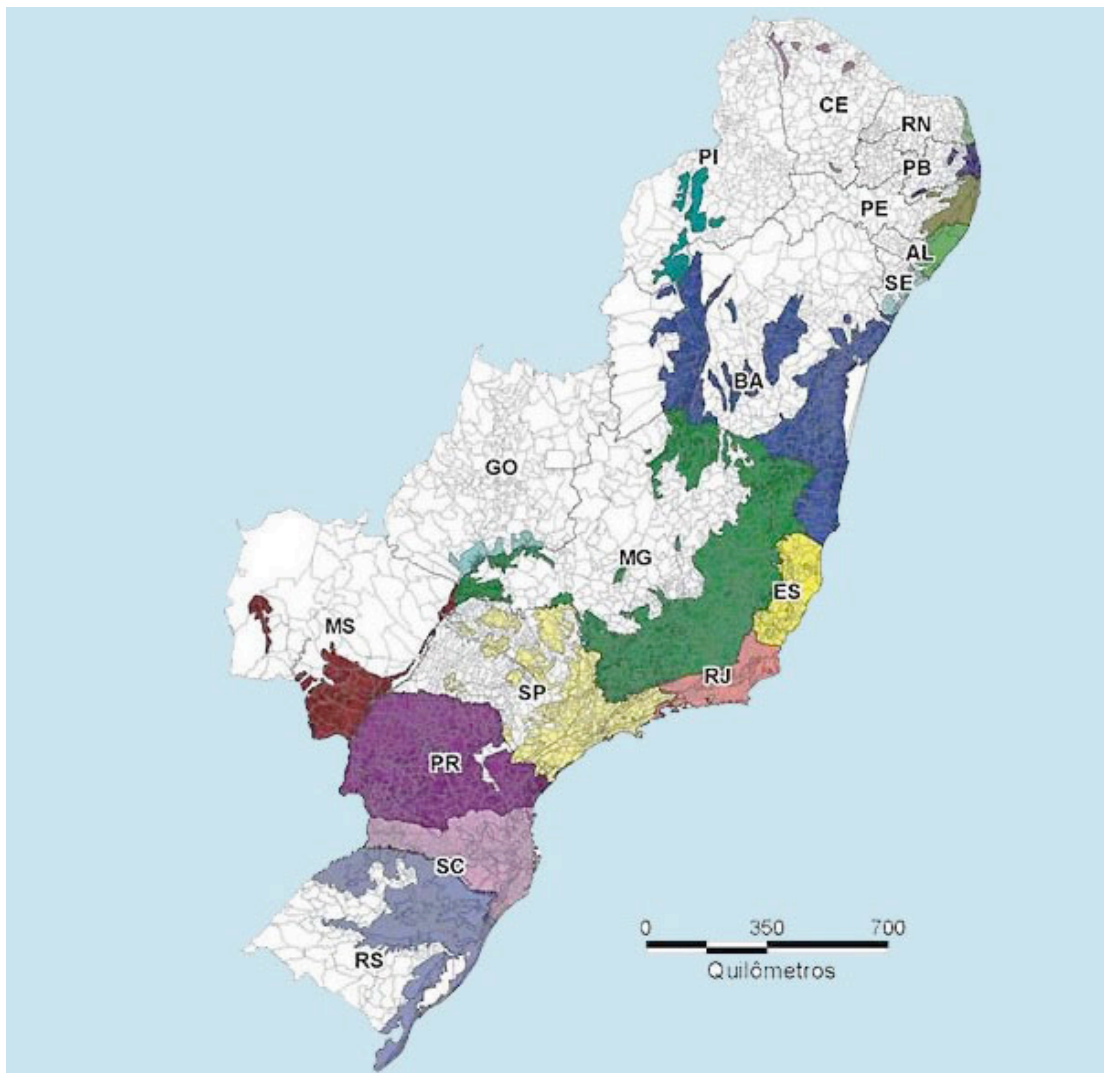 CE
RN
PI
PB
PE
AL
SE
BA
GO
MG
ES
MS
RJ
SP
PR
SC
RS
0 350 700
Quilômetros